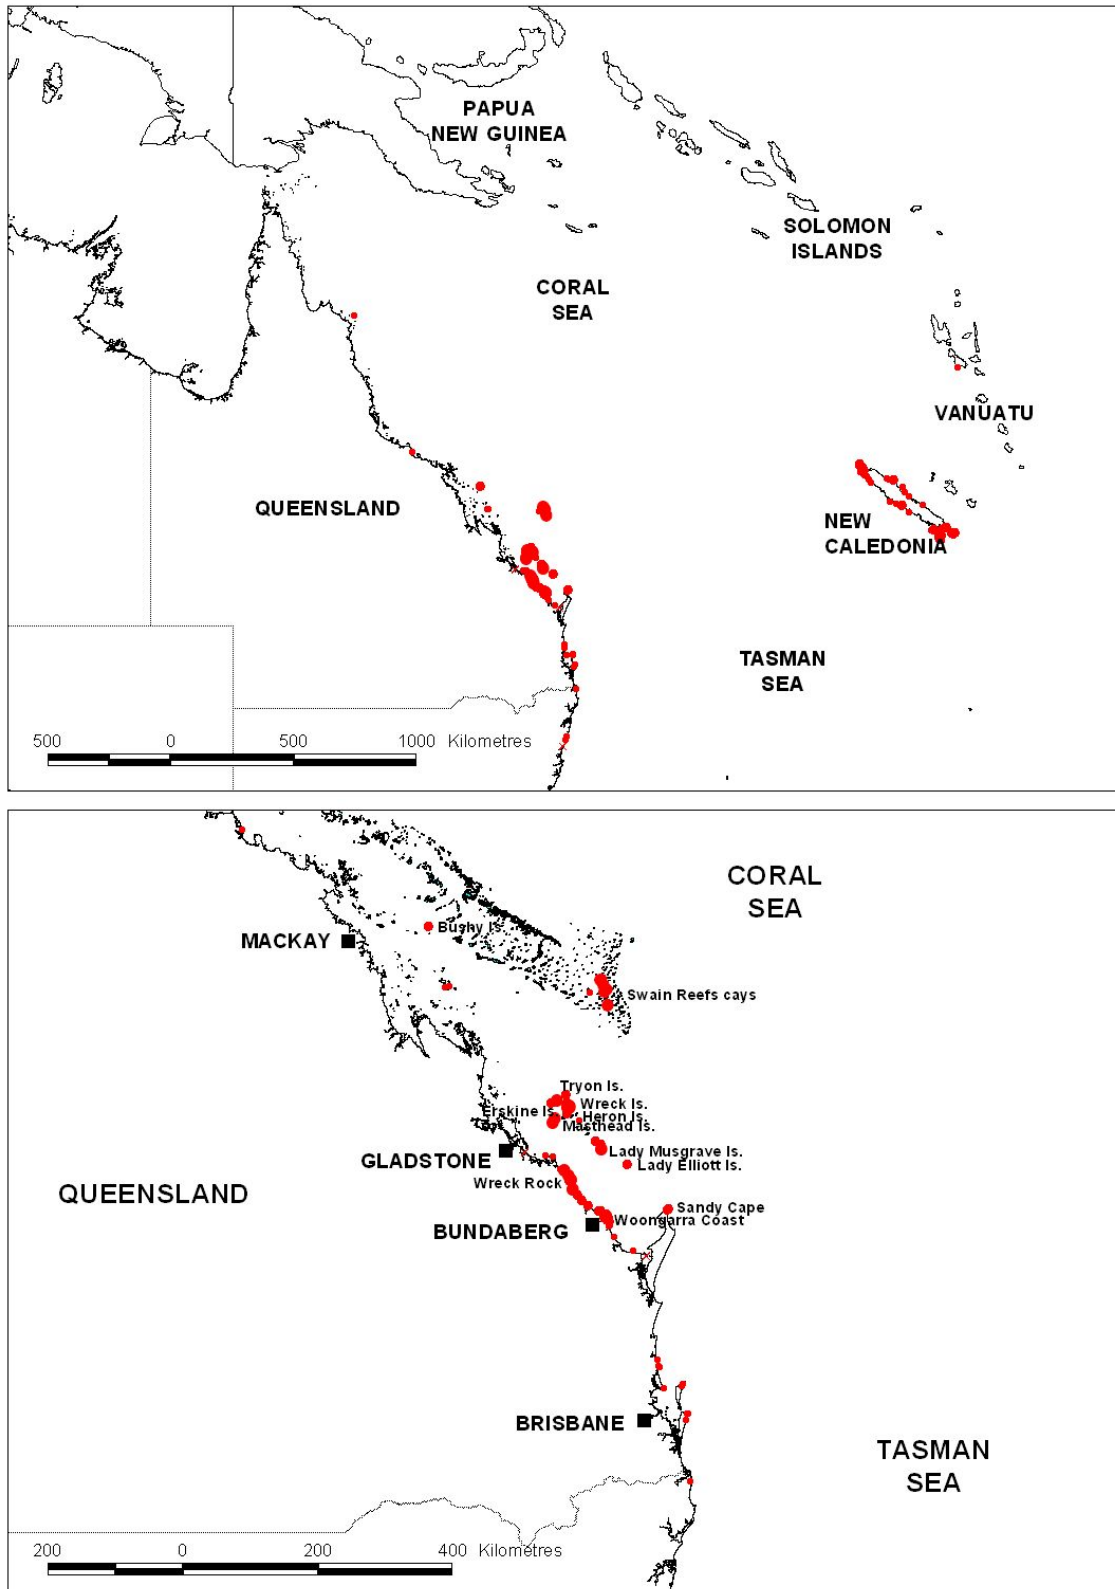 PAPUA
NEW GUINEA
SOLOMON
ISLANDS
CORAL
SEA
VANUATU
QUEENSLAND
NEW
CALEDONIA
TASMAN
SEA
500 0 500 1000 Kilometres
CORAL
SEA
Bushy Is.
MACKAY
Swain Reefs cays
Tryon Is.
Wreck Is.
Erskine Is.
Heron Is.
Masthead Is.
GLADSTONE
Lady Musgrave Is.
Lady Elliott Is.
QUEENSLAND
Wreck Rock
Sandy Cape
Woongarra Coast
BUNDABERG
BRISBANE
TASMAN
SEA
200 0 200 400 Kilometres